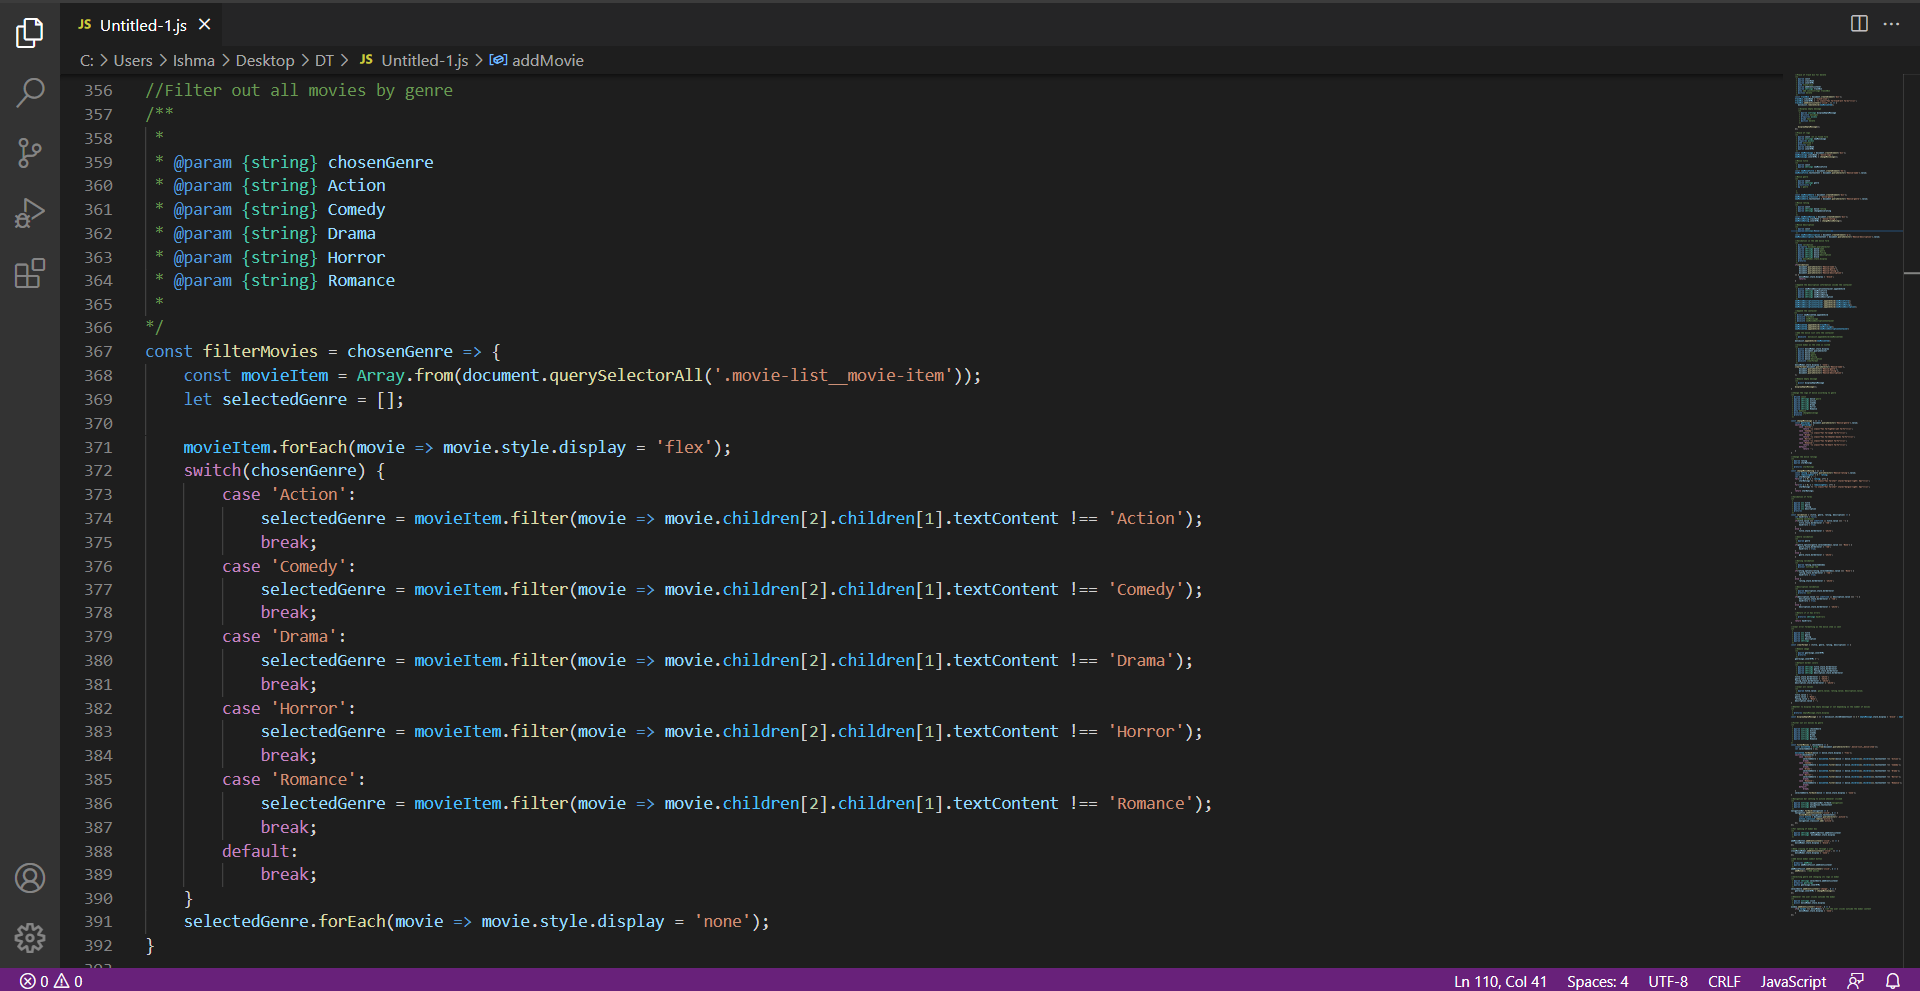 JS Untitled-1.js
C: > Users > Ishma > Desktop > DT > JS Untitled-1.js > addMovie
356 //Filter out all movies by genre
357 /**
358  *
359  * @param {string} chosenGenre
360  * @param {string} Action
361  * @param {string} Comedy
362  * @param {string} Drama
363  * @param {string} Horror
364  * @param {string} Romance
365  *
366 */
367 const filterMovies = chosenGenre => {
368     const movieItem = Array.from(document.querySelectorAll('.movie-list__movie-item'));
369     let selectedGenre = [];
370
371     movieItem.forEach(movie => movie.style.display = 'flex');
372     switch(chosenGenre) {
373         case 'Action':
374             selectedGenre = movieItem.filter(movie => movie.children[2].children[1].textContent !== 'Action');
375             break;
376         case 'Comedy':
377             selectedGenre = movieItem.filter(movie => movie.children[2].children[1].textContent !== 'Comedy');
378             break;
379         case 'Drama':
380             selectedGenre = movieItem.filter(movie => movie.children[2].children[1].textContent !== 'Drama');
381             break;
382         case 'Horror':
383             selectedGenre = movieItem.filter(movie => movie.children[2].children[1].textContent !== 'Horror');
384             break;
385         case 'Romance':
386             selectedGenre = movieItem.filter(movie => movie.children[2].children[1].textContent !== 'Romance');
387             break;
388         default:
389             break;
390     }
391     selectedGenre.forEach(movie => movie.style.display = 'none');
392 }
0 0 Ln 110, Col 41 Spaces: 4 UTF-8 CRLF JavaScript